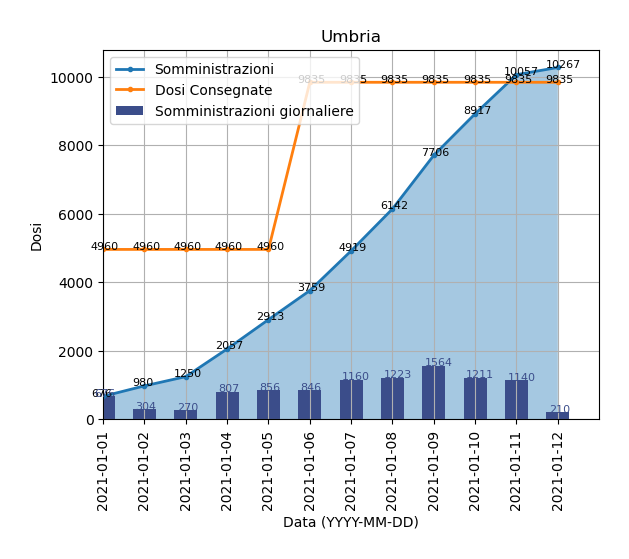 Umbria
Somministrazioni
Dosi Consegnate
Somministrazioni giornaliere
Dosi
10000
8000
6000
4000
2000
0
4960 4960 4960 4960 4960 9835 9835 9835 9835 9835 9835 9835
676 980 1250 2057 2913 3759 4919 6142 7706 8917 10057 10267
676 304 270 807 856 846 1160 1223 1564 1211 1140 210
2021-01-01 2021-01-02 2021-01-03 2021-01-04 2021-01-05 2021-01-06 2021-01-07 2021-01-08 2021-01-09 2021-01-10 2021-01-11 2021-01-12
Data (YYYY-MM-DD)